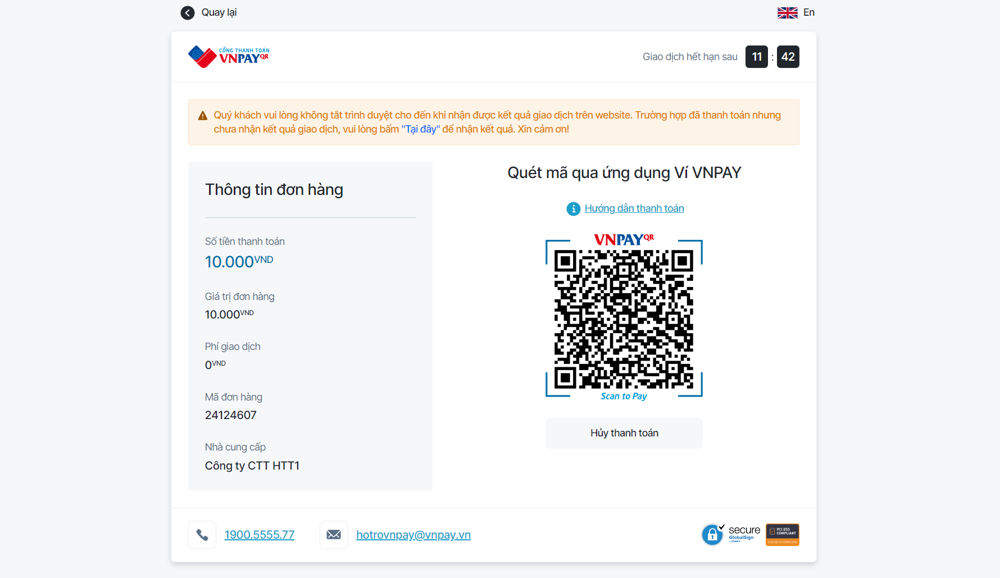 Quay lại
En
CỔNG THANH TOÁN
VNPAYQR
Giao dịch hết hạn sau 11 : 42
Quý khách vui lòng không tắt trình duyệt cho đến khi nhận được kết quả giao dịch trên website. Trường hợp đã thanh toán nhưng
chưa nhận kết quả giao dịch, vui lòng bấm "Tại đây" để nhận kết quả. Xin cảm ơn!
Thông tin đơn hàng
Số tiền thanh toán
10.000VND
Giá trị đơn hàng
10.000VND
Phí giao dịch
0VND
Mã đơn hàng
24124607
Nhà cung cấp
Công ty CTT HTT1
Quét mã qua ứng dụng Ví VNPAY
Hướng dẫn thanh toán
VNPAYQR
Scan to Pay
Hủy thanh toán
1900.5555.77
hotrovnpay@vnpay.vn
secure
GlobalSign
by GMO
PCI DSS
COMPLIANT